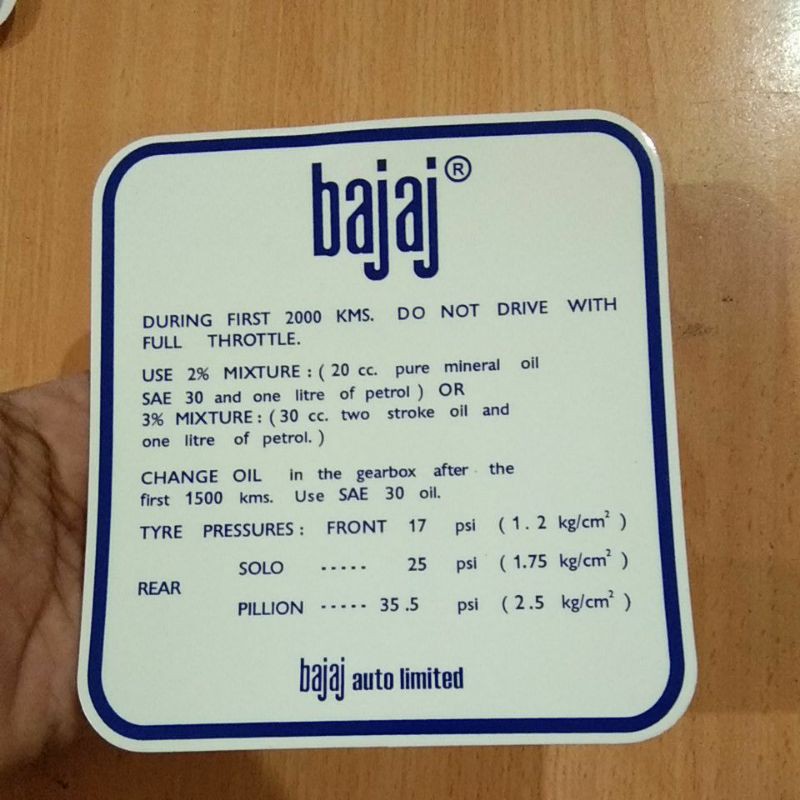 bajaj®
DURING FIRST 2000 KMS. DO NOT DRIVE WITH
FULL THROTTLE.
USE 2% MIXTURE : ( 20 cc. pure mineral oil
SAE 30 and one litre of petrol ) OR
3% MIXTURE : ( 30 cc. two stroke oil and
one litre of petrol. )
CHANGE OIL in the gearbox after the
first 1500 kms. Use SAE 30 oil.
TYRE PRESSURES : FRONT 17 psi ( 1. 2 kg/cm² )
SOLO ..... 25 psi ( 1.75 kg/cm² )
REAR
PILLION ..... 35 .5 psi ( 2.5 kg/cm² )
bajaj auto limited